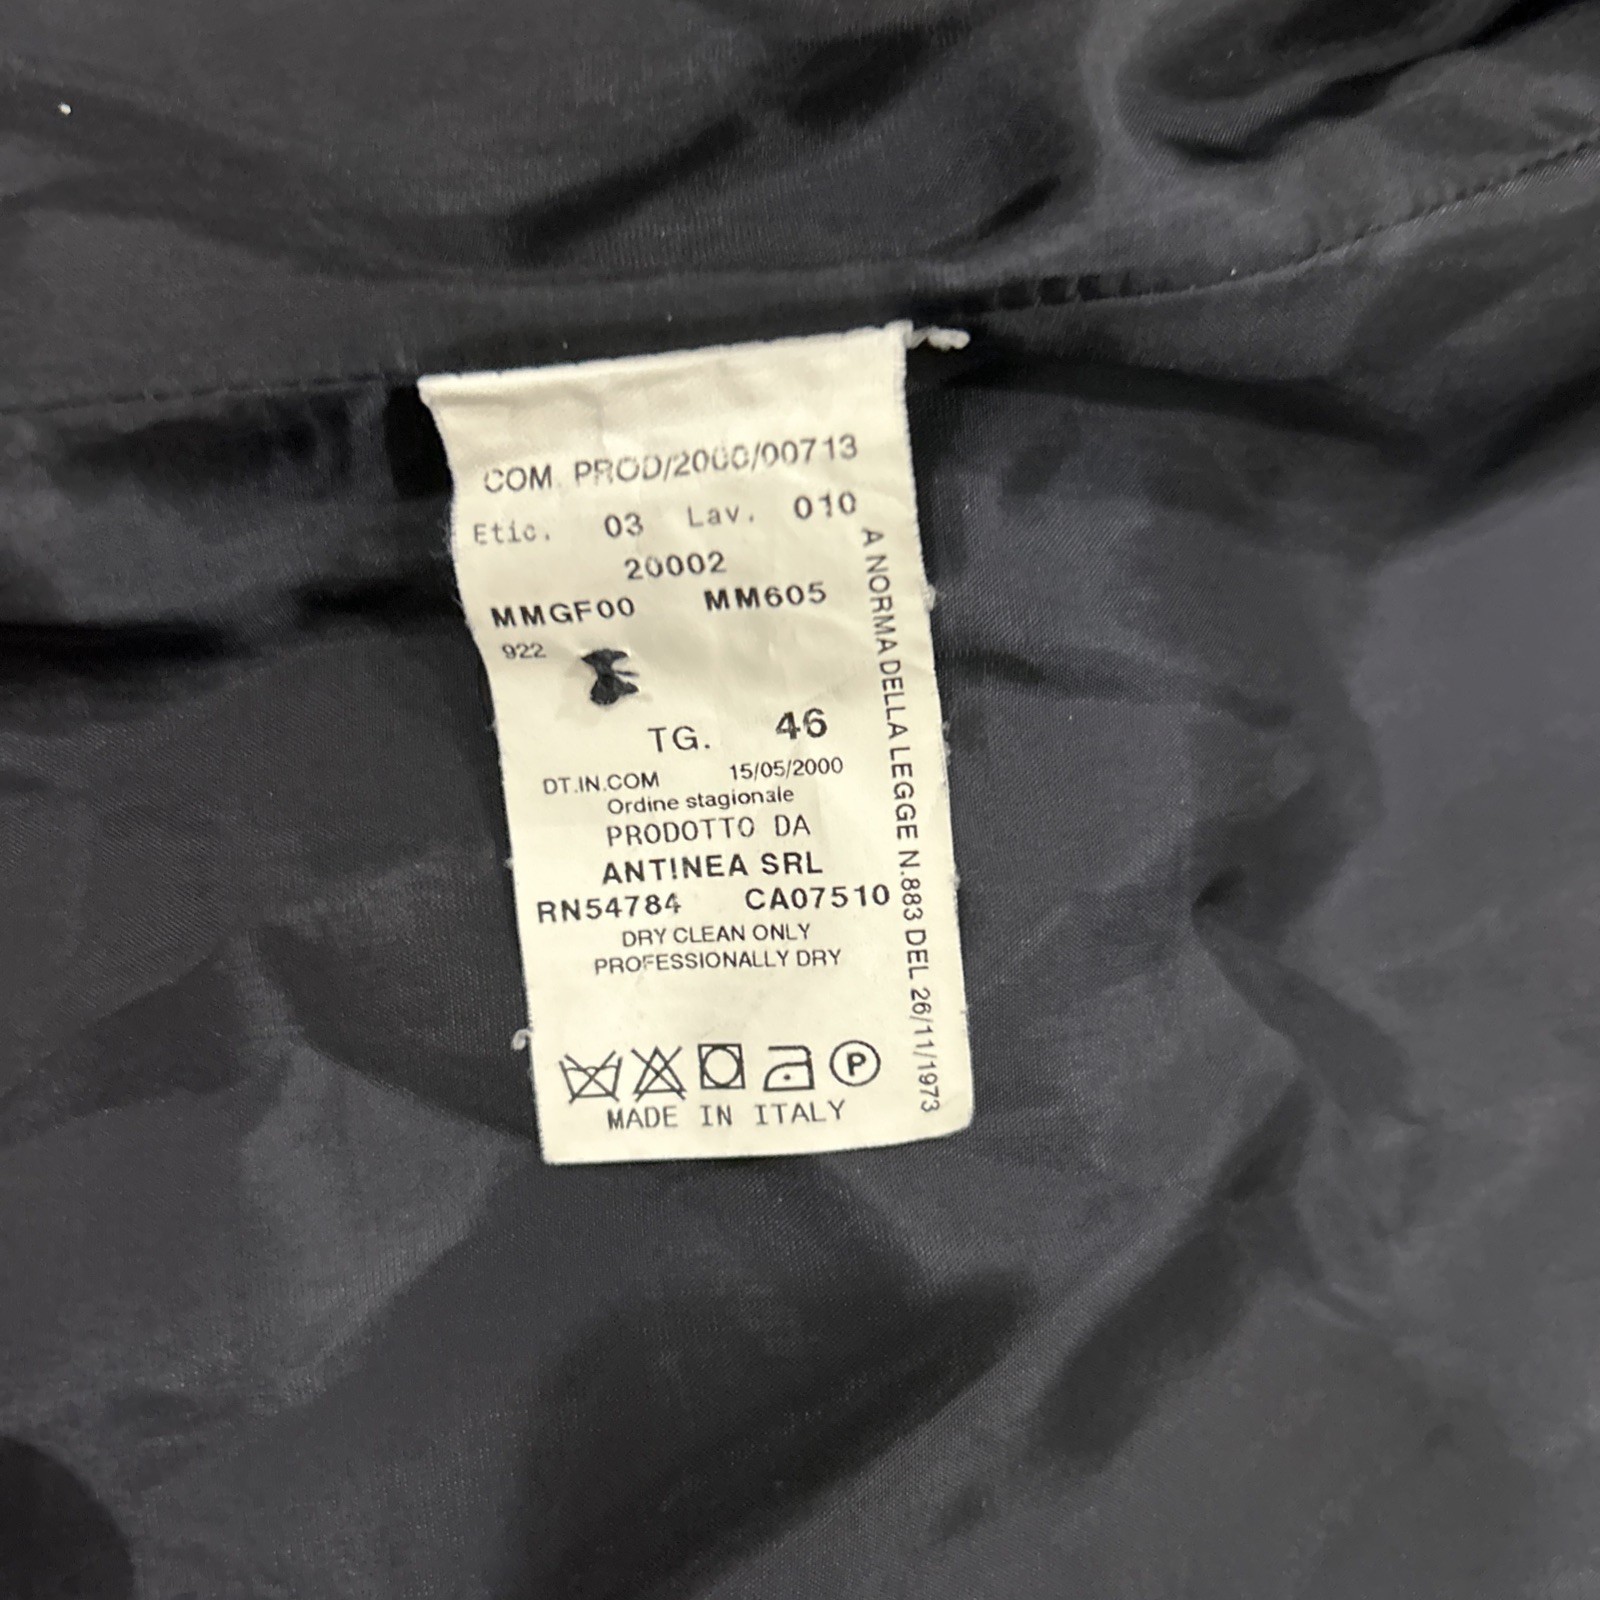 COM. PROD/2000/00713
Etic. 03 Lav. 010
20002
MMGF00 MM605
922
TG. 46
DT.IN.COM 15/05/2000
Ordine stagionale
PRODOTTO DA
ANTINEA SRL
RN54784 CA07510
DRY CLEAN ONLY
PROFESSIONALLY DRY
P
MADE IN ITALY
A NORMA DELLA LEGGE N.883 DEL 26/11/1973